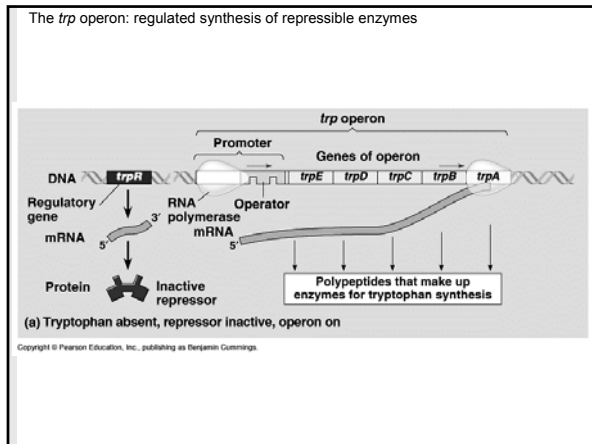 The trp operon: regulated synthesis of repressible enzymes
trp operon
Promoter
Genes of operon
DNA
trpR
trpE
trpD
trpC
trpB
trpA
Regulatory
gene
RNA
polymerase
Operator
3′
mRNA
5′
mRNA
5′
Protein
Inactive
repressor
Polypeptides that make up
enzymes for tryptophan synthesis
(a) Tryptophan absent, repressor inactive, operon on
Copyright © Pearson Education, Inc., publishing as Benjamin Cummings.